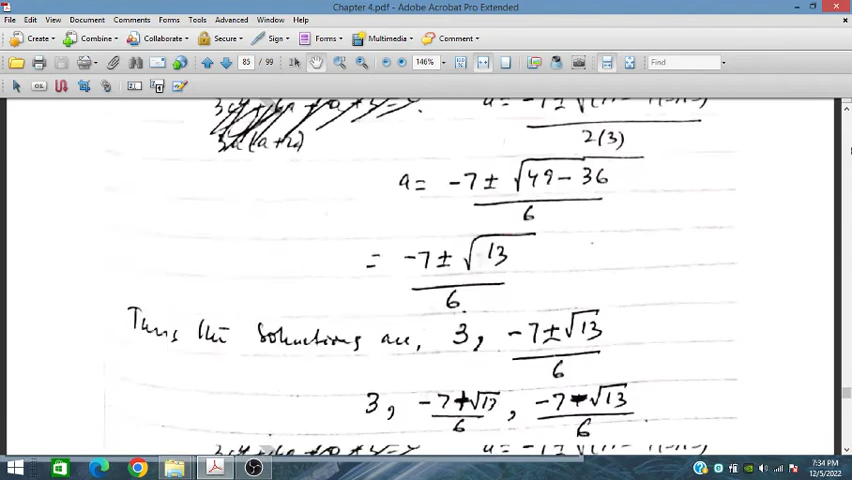 Chapter 4.pdf - Adobe Acrobat Pro Extended
File Edit View Document Comments Forms Tools Advanced Window Help
Create Combine Collaborate Secure Sign Forms Multimedia Comment
85 / 99 146% Find
2(3)
a = -7 ± √49 - 36
6
= -7 ± √13
6
Thus the solutions are, 3, -7 ± √13
6
3, -7 + √13 , -7 - √13
6 6
7:34 PM
12/5/2022